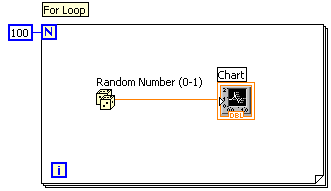 For Loop
100 N
Random Number (0-1)
Chart
DBL
i